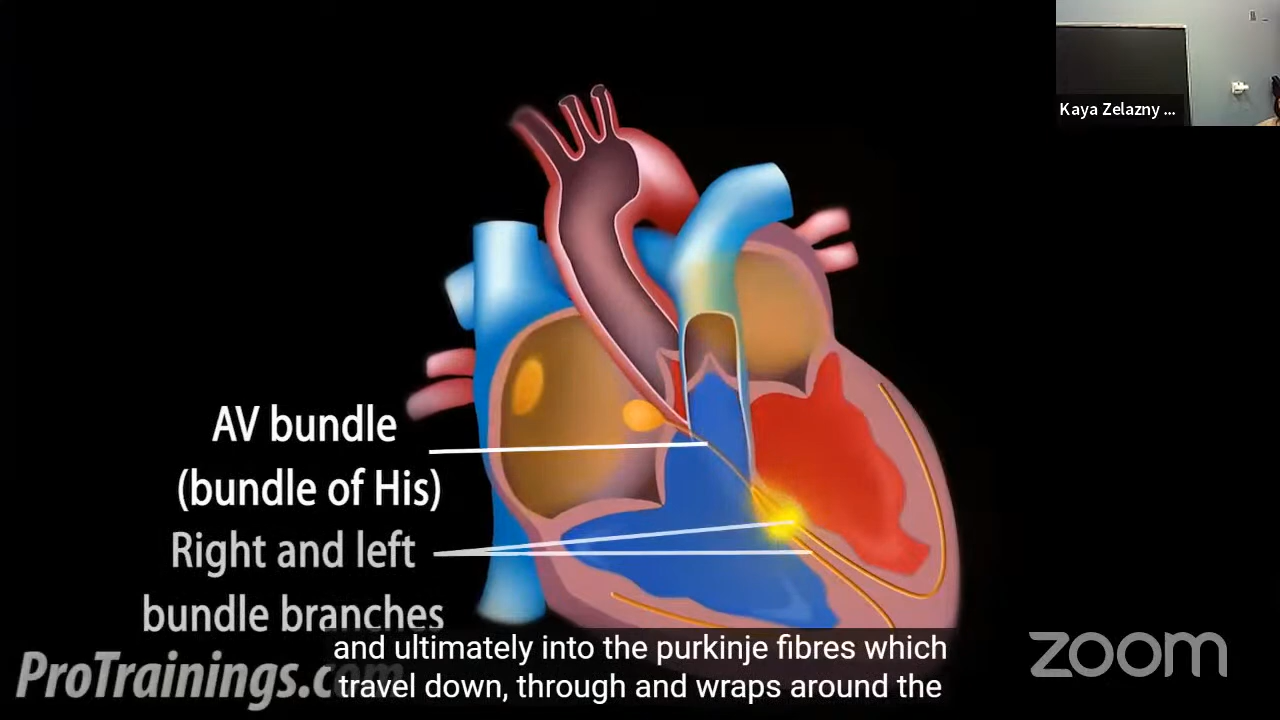 Kaya Zelazny ...
AV bundle
(bundle of His)
Right and left
bundle branches
and ultimately into the purkinje fibres which
travel down, through and wraps around the
ProTrainings.com
zoom